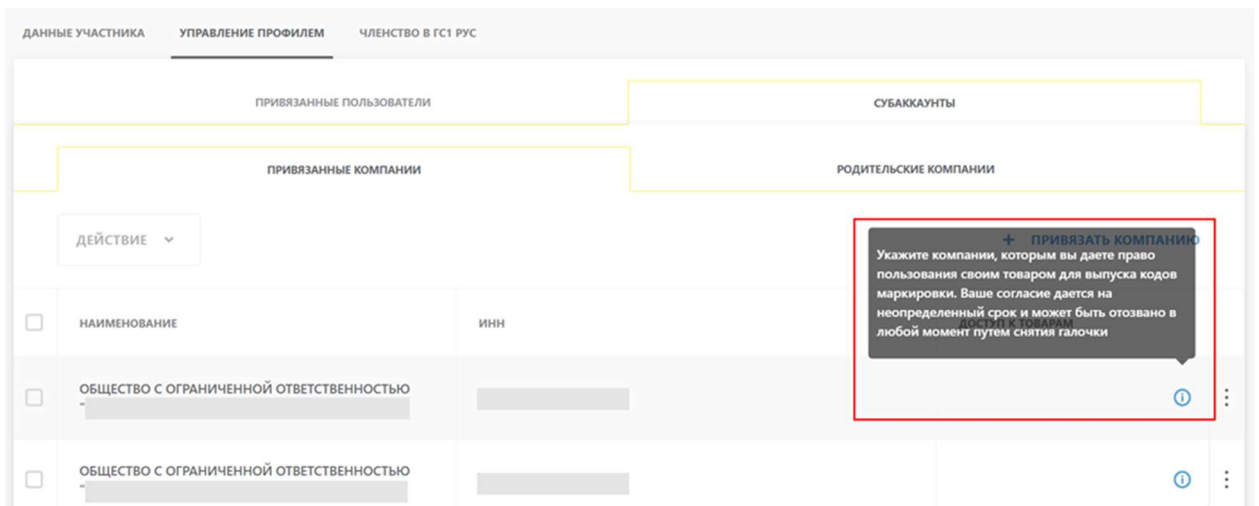 ДАННЫЕ УЧАСТНИКА УПРАВЛЕНИЕ ПРОФИЛЕМ ЧЛЕНСТВО В ГС1 РУС
ПРИВЯЗАННЫЕ ПОЛЬЗОВАТЕЛИ СУБАККАУНТЫ
ПРИВЯЗАННЫЕ КОМПАНИИ РОДИТЕЛЬСКИЕ КОМПАНИИ
ДЕЙСТВИЕ
+ ПРИВЯЗАТЬ КОМПАНИЮ
Укажите компании, которым вы даете право
пользования своим товаром для выпуска кодов
маркировки. Ваше согласие дается на
неопределенный срок и может быть отозвано в
любой момент путем снятия галочки
НАИМЕНОВАНИЕ ИНН ДОСТУП К ТОВАРАМ
ОБЩЕСТВО С ОГРАНИЧЕННОЙ ОТВЕТСТВЕННОСТЬЮ
ОБЩЕСТВО С ОГРАНИЧЕННОЙ ОТВЕТСТВЕННОСТЬЮ